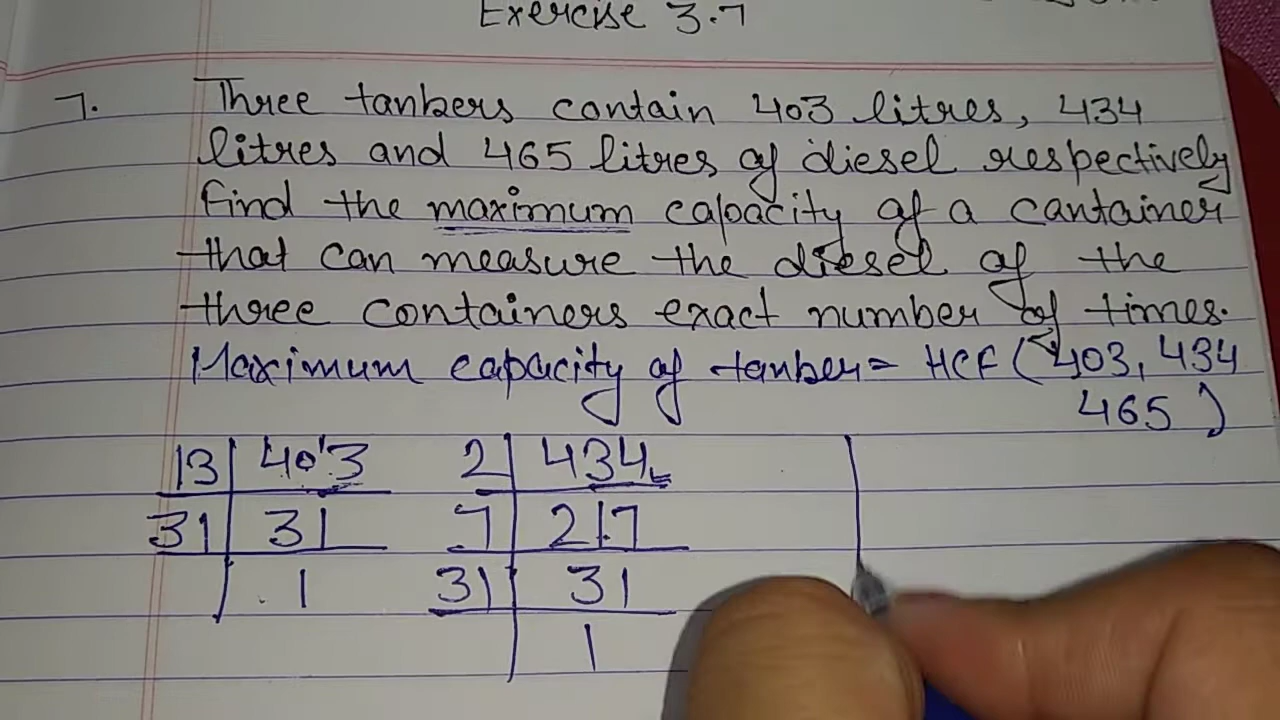 Exercise 3.7
7. Three tankers contain 403 litres, 434
litres and 465 litres of diesel respectively
find the maximum capacity of a cantainer
that can measure the diesel of the
three containers exact number of times.
Maximum capacity of tanker = HCF (403, 434
465)
13 | 403 2 | 434
31 | 31 7 | 217
1 31 | 31
1